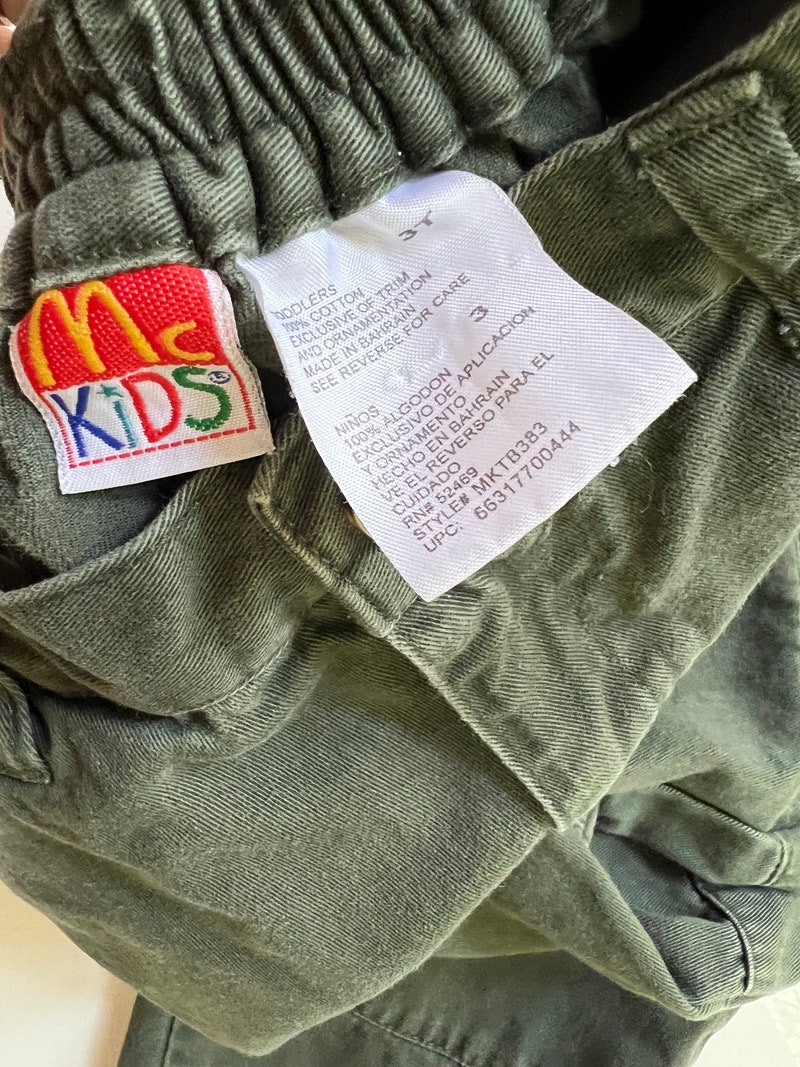 Mc
KiDS
3T
TODDLERS
100% COTTON
EXCLUSIVE OF TRIM
AND ORNAMENTATION
MADE IN BAHRAIN
SEE REVERSE FOR CARE
3
NIÑOS
100% ALGODON
EXCLUSIVO DE APLICACION
Y ORNAMENTO
HECHO EN BAHRAIN
VE EL REVERSO PARA EL
CUIDADO
RN# 52469
STYLE# MKTB383
UPC: 66317700444